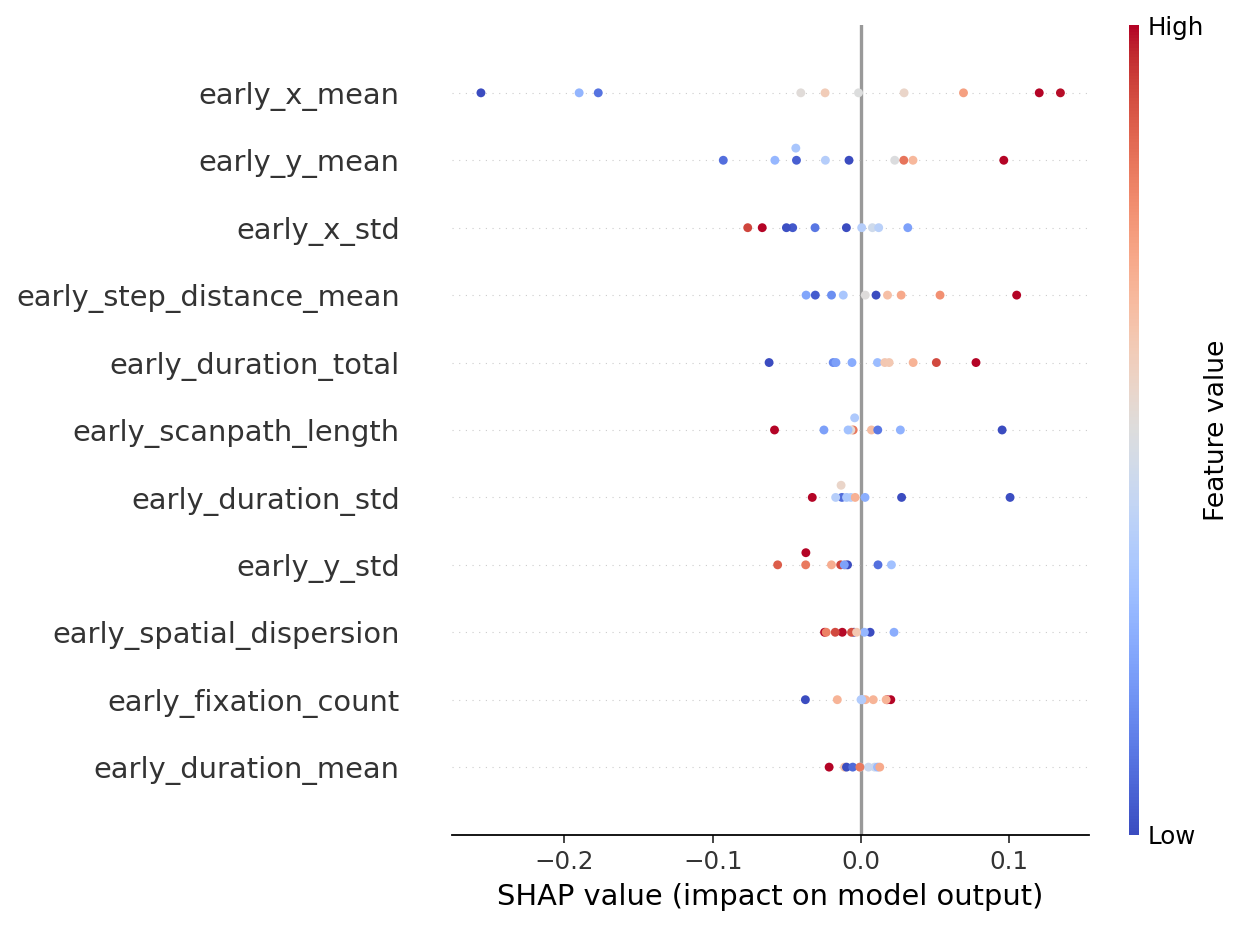 High
early_x_mean
early_y_mean
early_x_std
early_step_distance_mean
early_duration_total
early_scanpath_length
early_duration_std
early_y_std
early_spatial_dispersion
early_fixation_count
early_duration_mean
Feature value
Low
−0.2 −0.1 0.0 0.1
SHAP value (impact on model output)